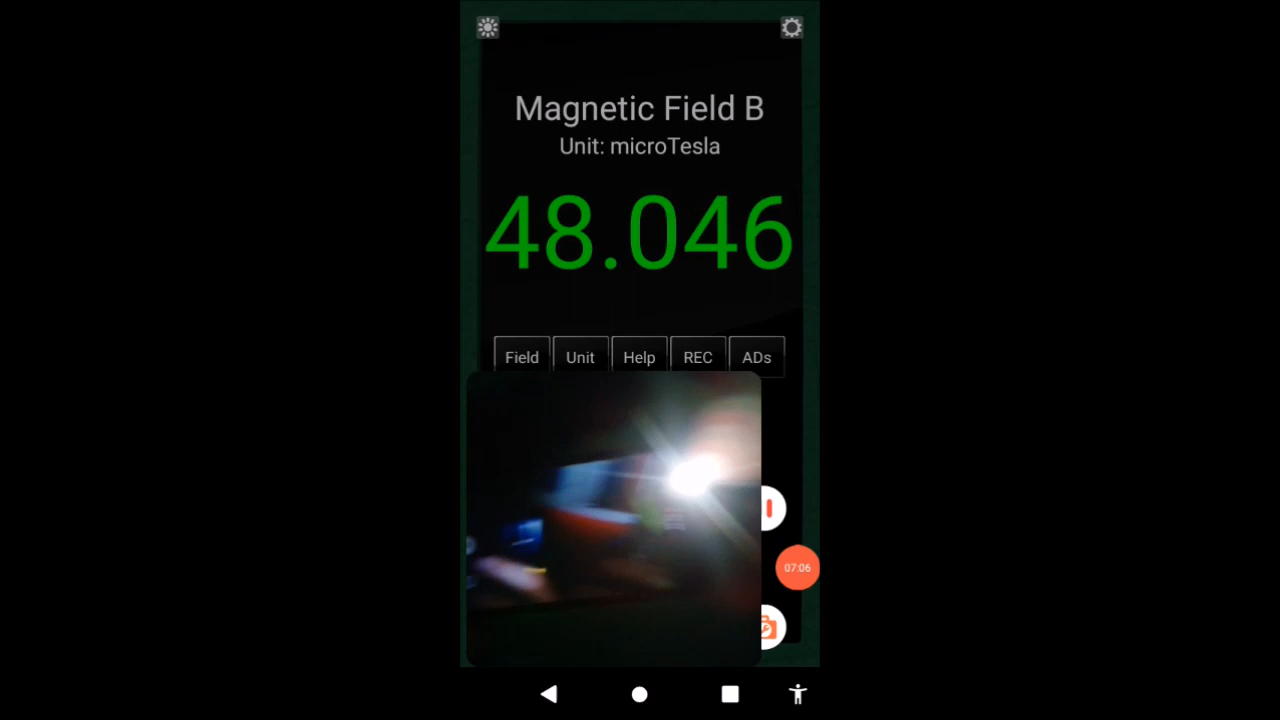 Magnetic Field B
Unit: microTesla
48.046
Field Unit Help REC ADs
07:06